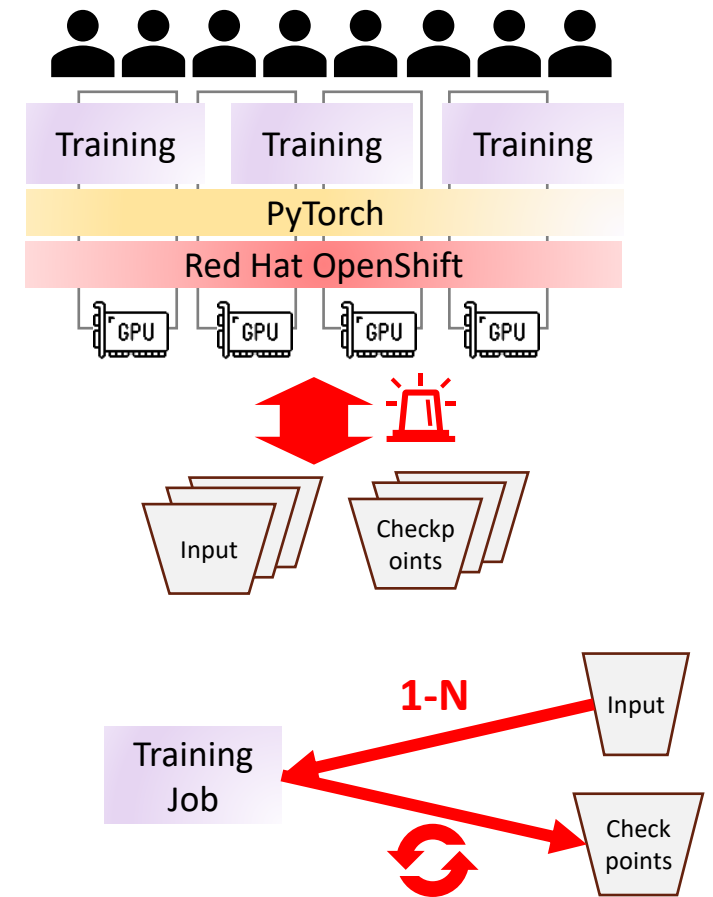 Training
Training
Training
PyTorch
Red Hat OpenShift
GPU
GPU
GPU
GPU
Input
Checkp
oints
1-N
Input
Training
Job
Check
points